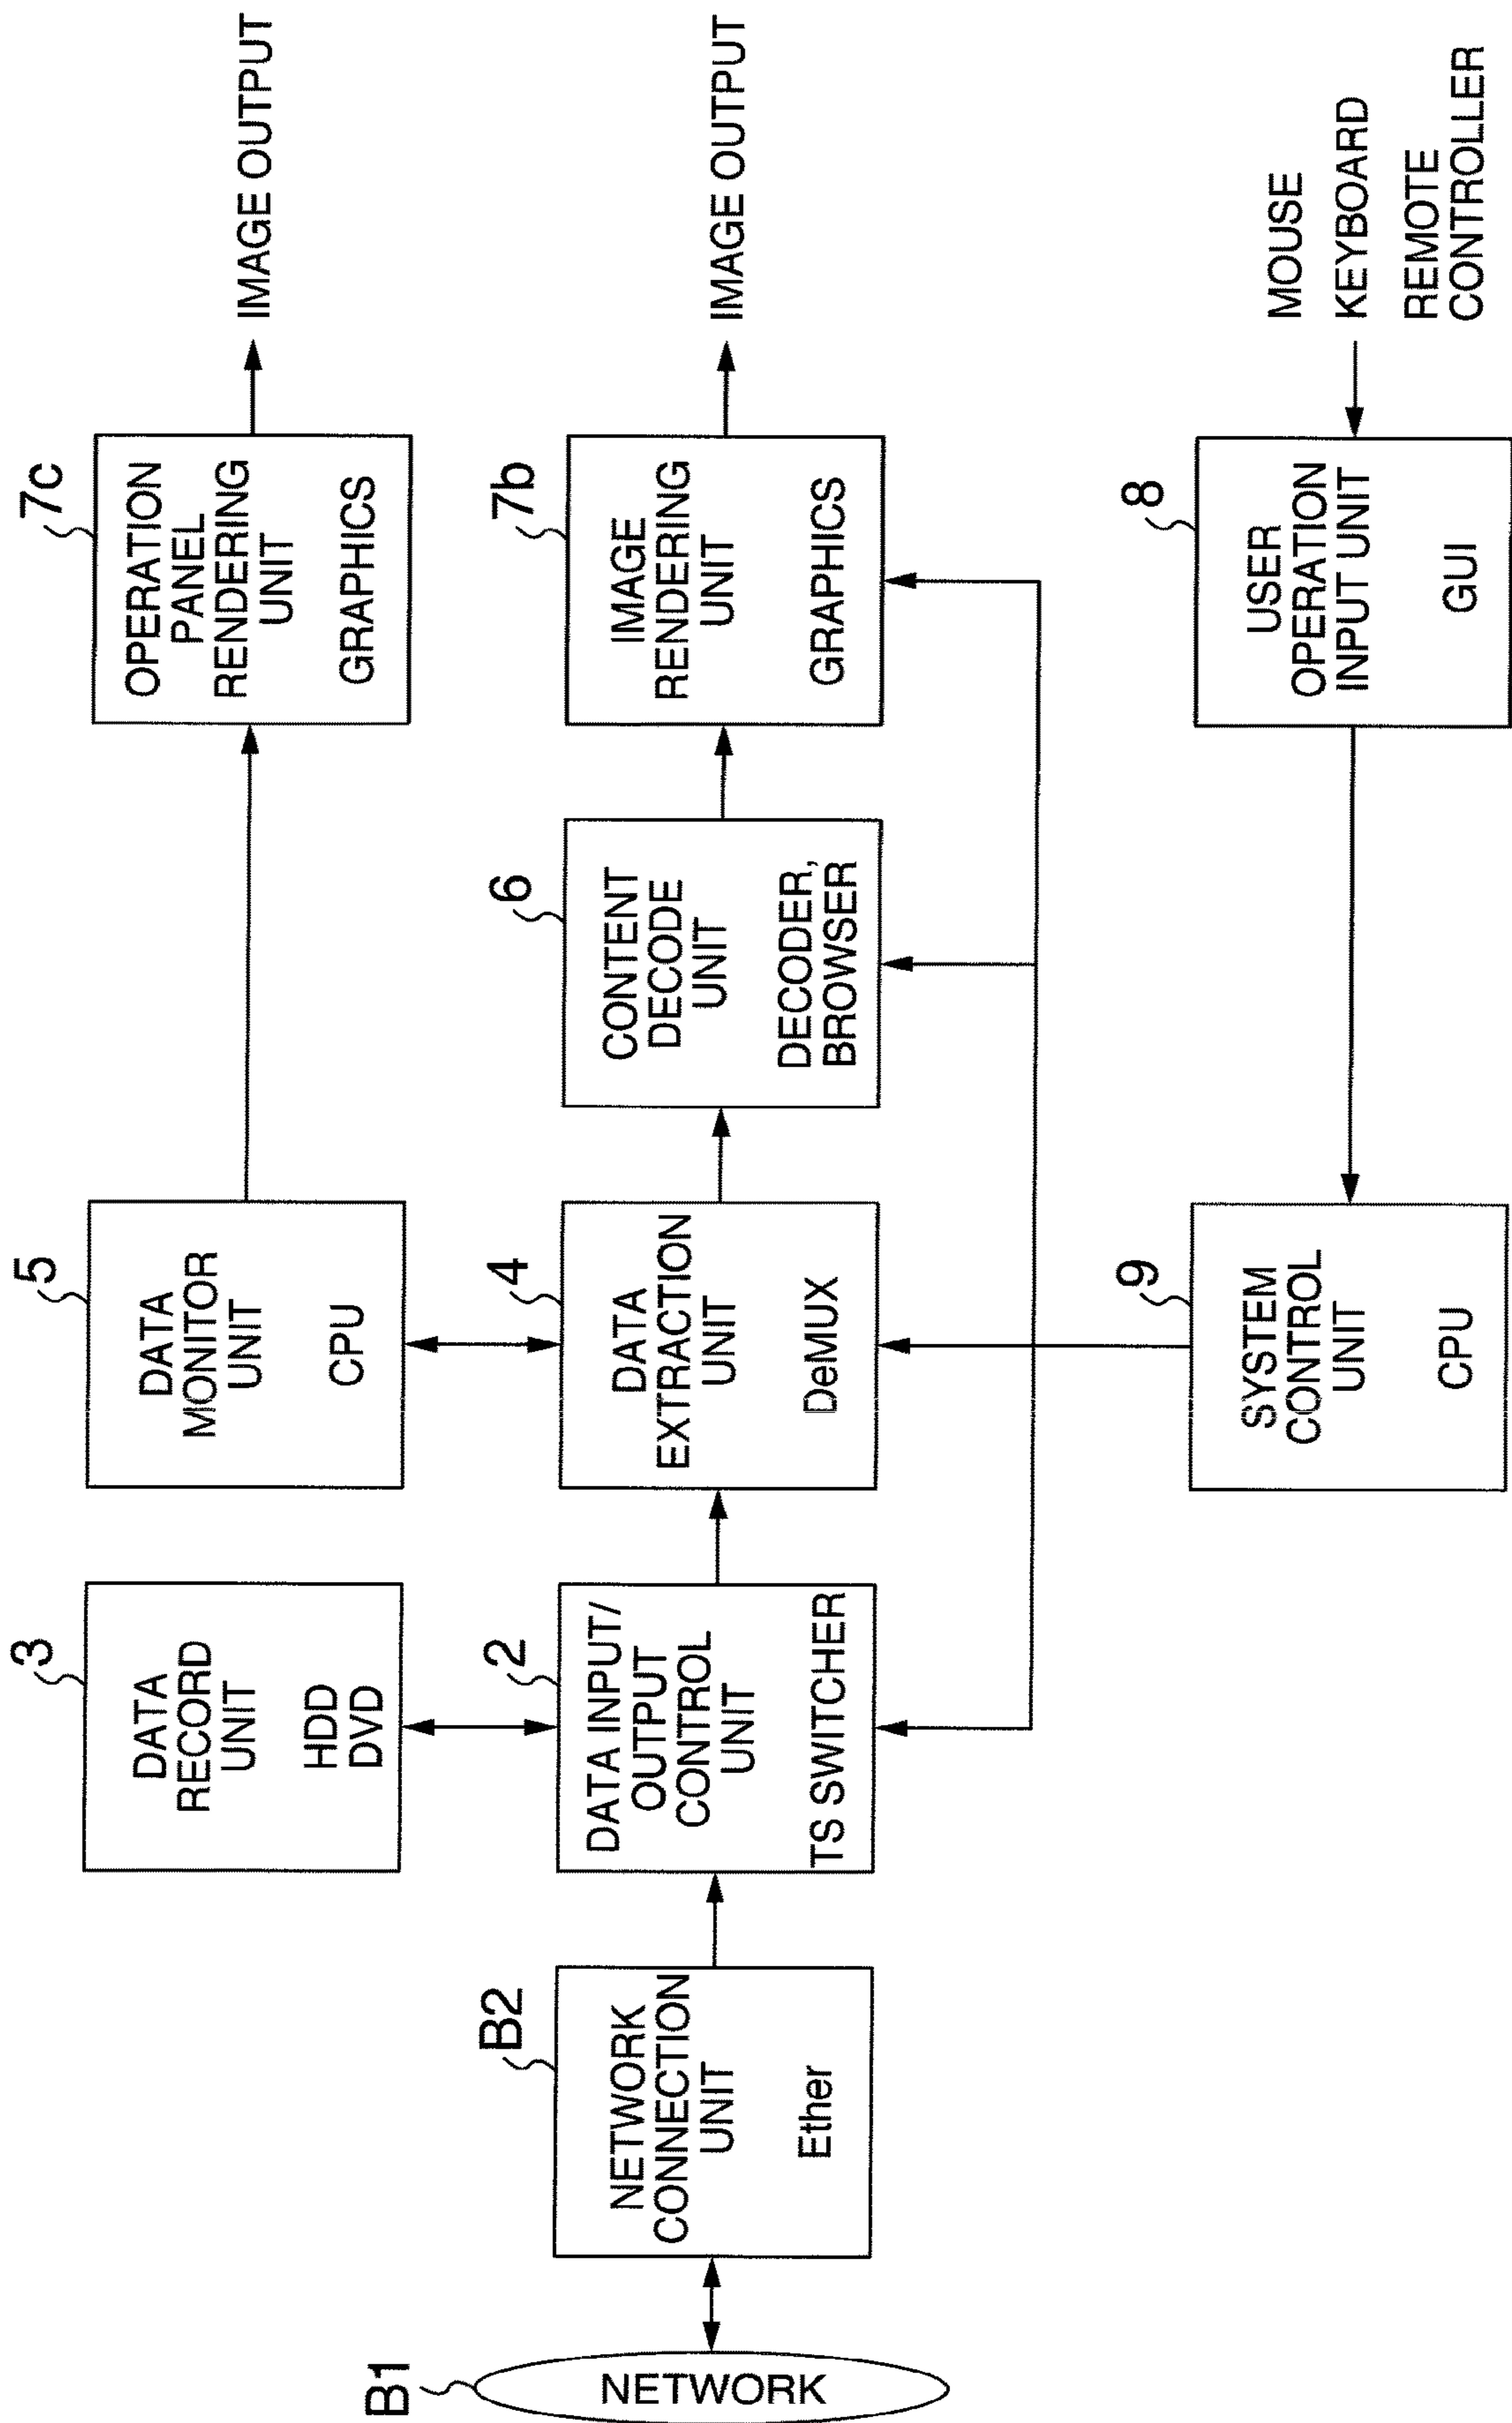 3
DATA
RECORD
UNIT
HDD
DVD
5
DATA
MONITOR
UNIT
CPU
7c
OPERATION
PANEL
RENDERING
UNIT
GRAPHICS
IMAGE OUTPUT
B1
NETWORK
B2
NETWORK
CONNECTION
UNIT
Ether
2
DATA INPUT/
OUTPUT
CONTROL
UNIT
TS SWITCHER
4
DATA
EXTRACTION
UNIT
DeMUX
6
CONTENT
DECODE
UNIT
DECODER,
BROWSER
7b
IMAGE
RENDERING
UNIT
GRAPHICS
IMAGE OUTPUT
9
SYSTEM
CONTROL
UNIT
CPU
8
USER
OPERATION
INPUT UNIT
GUI
MOUSE
KEYBOARD
REMOTE
CONTROLLER